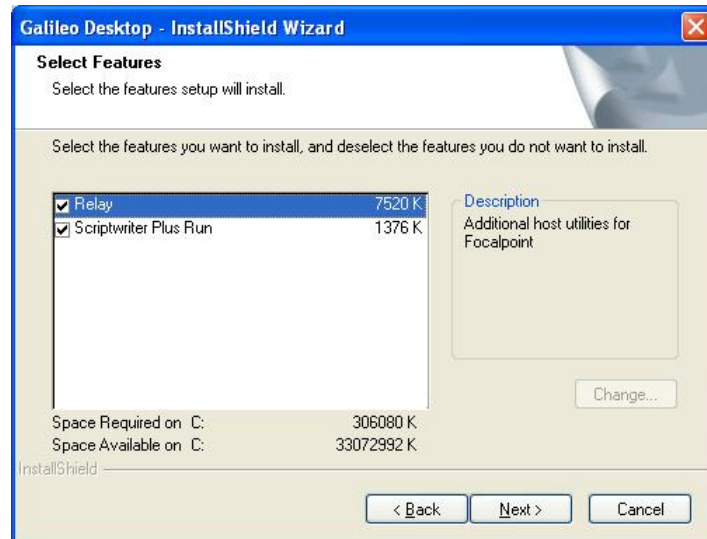 Galileo Desktop - InstallShield Wizard
Select Features
Select the features setup will install.
Select the features you want to install, and deselect the features you do not want to install.
Relay 7520 K
Scriptwriter Plus Run 1376 K
Description
Additional host utilities for
Focalpoint
Change...
Space Required on C: 306080 K
Space Available on C: 33072992 K
InstallShield
< Back
Next >
Cancel